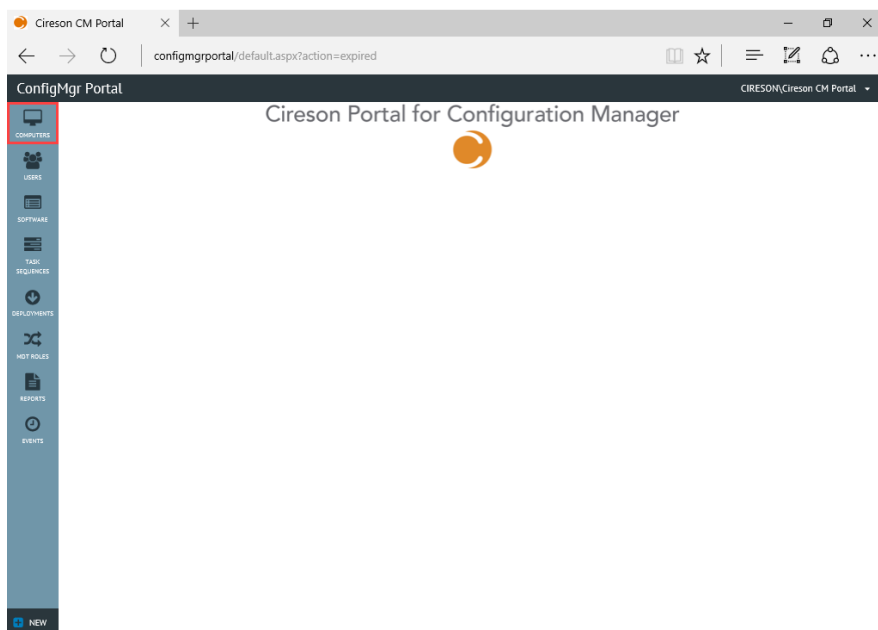 Cireson CM Portal
configmgrportal/default.aspx?action=expired
ConfigMgr Portal
CIRESON\Cireson CM Portal
Cireson Portal for Configuration Manager
COMPUTERS
USERS
SOFTWARE
TASK
SEQUENCES
DEPLOYMENTS
MDT ROLES
REPORTS
EVENTS
NEW